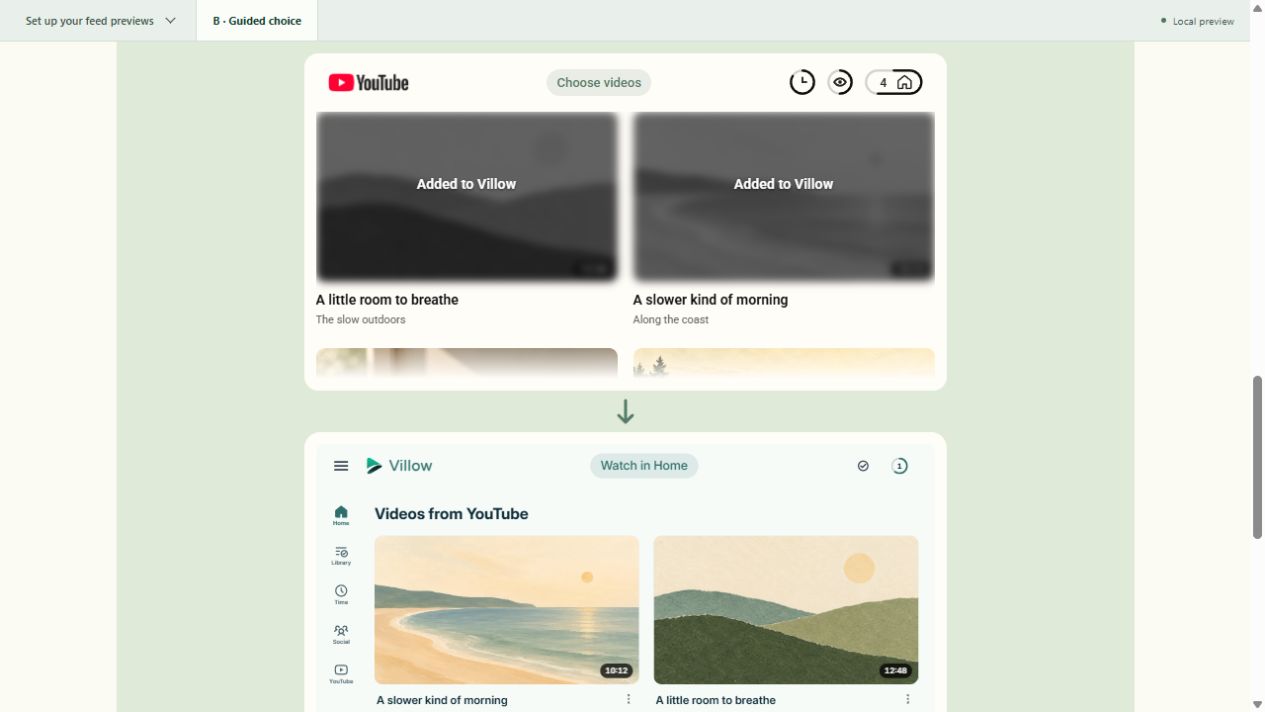 Set up your feed previews
B · Guided choice
Local preview
YouTube
Choose videos
4
Added to Villow
Added to Villow
A little room to breathe
The slow outdoors
A slower kind of morning
Along the coast
Villow
Watch in Home
1
Home
Library
Time
Social
YouTube
Videos from YouTube
10:12
12:48
A slower kind of morning
A little room to breathe